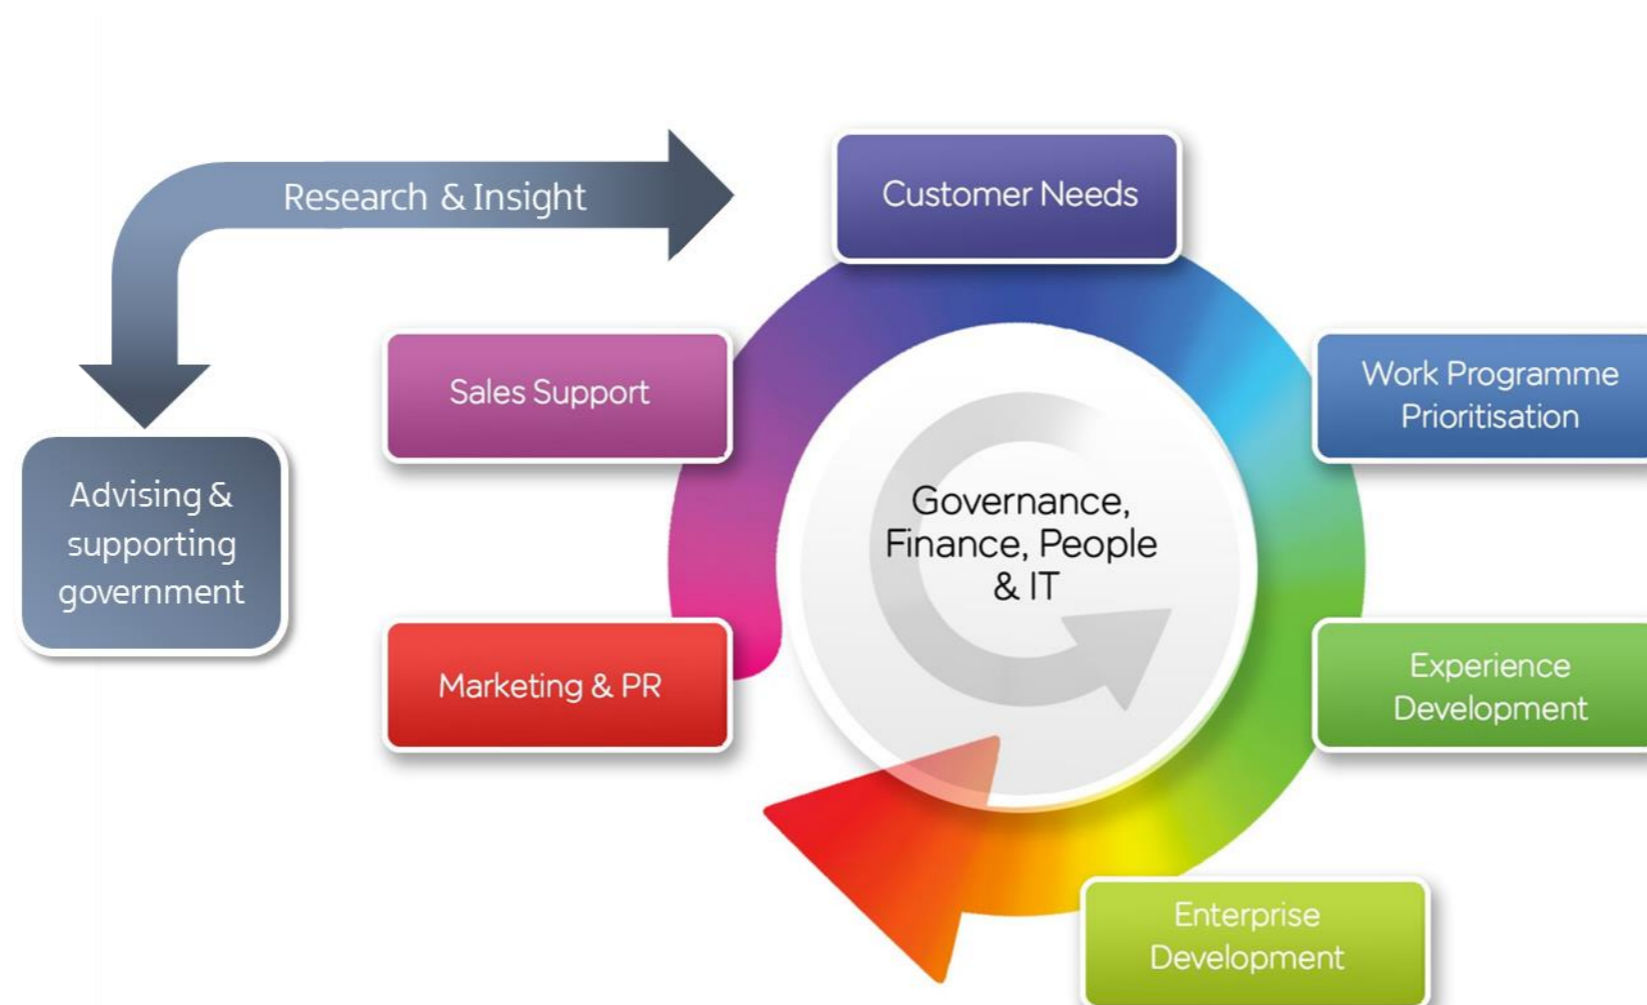 Research & Insight
Customer Needs
Sales Support
Work Programme
Prioritisation
Advising &
supporting
government
Governance,
Finance, People
& IT
Marketing & PR
Experience
Development
Enterprise
Development